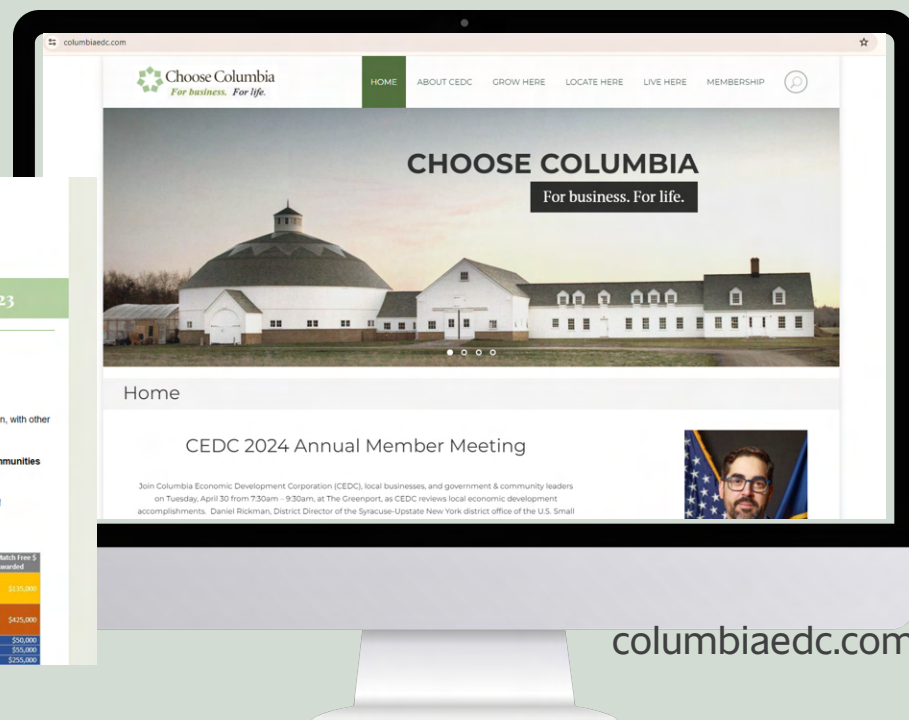 columbiaedc.com
Choose Columbia
For business. For life.
HOME ABOUT CEDC GROW HERE LOCATE HERE LIVE HERE MEMBERSHIP
CHOOSE COLUMBIA
For business. For life.
Home
CEDC 2024 Annual Member Meeting
Join Columbia Economic Development Corporation (CEDC), local businesses, and government & community leaders
on Tuesday, April 30 from 7:30am – 9:30am, at The Greenport, as CEDC reviews local economic development
accomplishments. Daniel Rickman, District Director of the Syracuse-Upstate New York district office of the U.S. Small
23
n, with other
Match Free $
$425,000
$50,000
$55,000
$255,000
columbiaedc.com